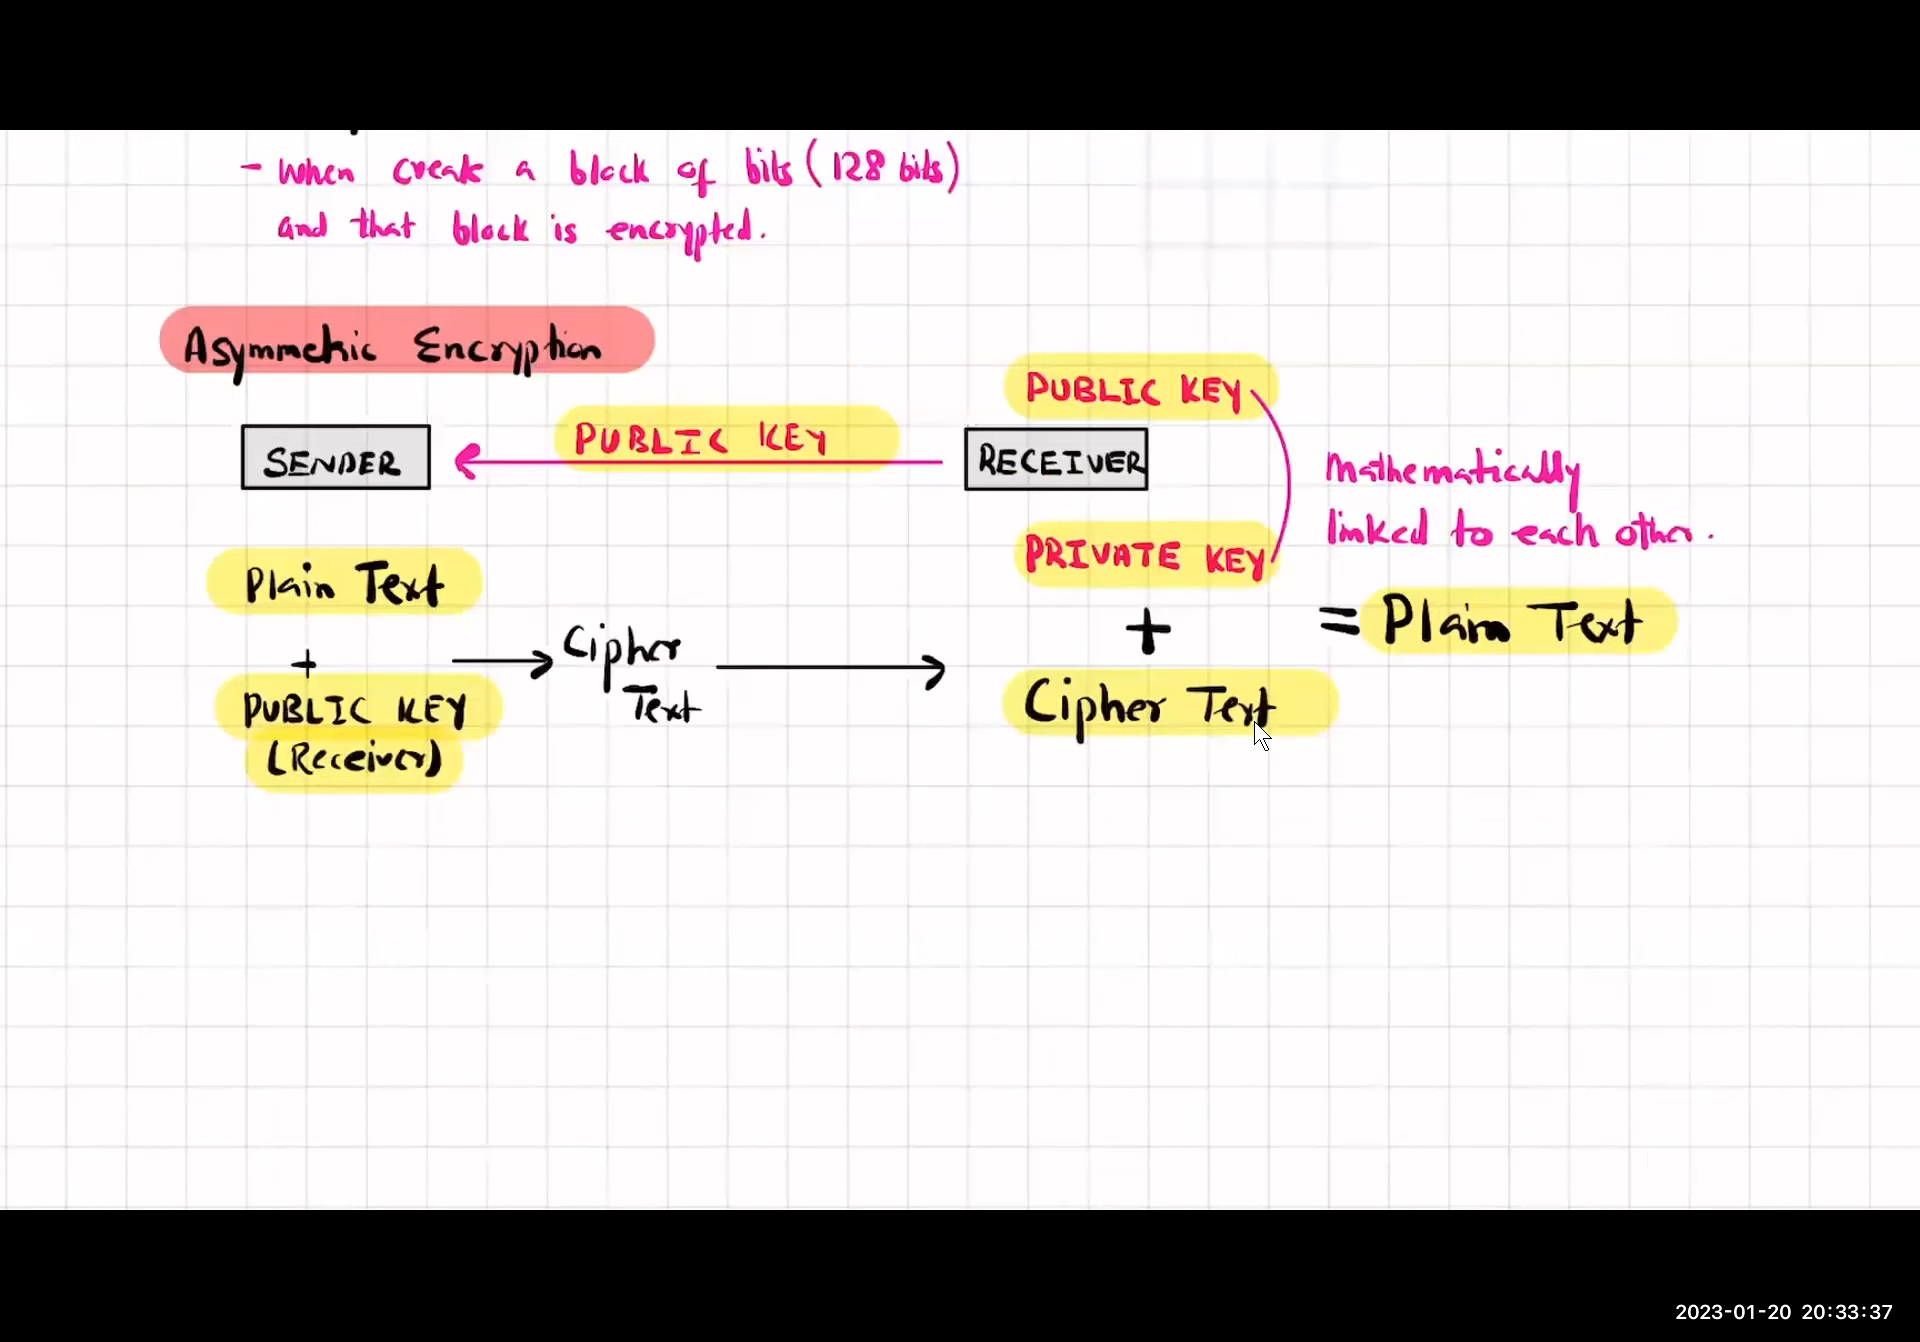 - When create a block of bits (128 bits)
and that block is encrypted.
Asymmetric Encryption
PUBLIC KEY
SENDER
PUBLIC KEY
RECEIVER
Mathematically
linked to each other.
PRIVATE KEY
Plain Text
+
PUBLIC KEY
(Receiver)
Cipher
Text
+
Cipher Text
= Plain Text
2023-01-20 20:33:37